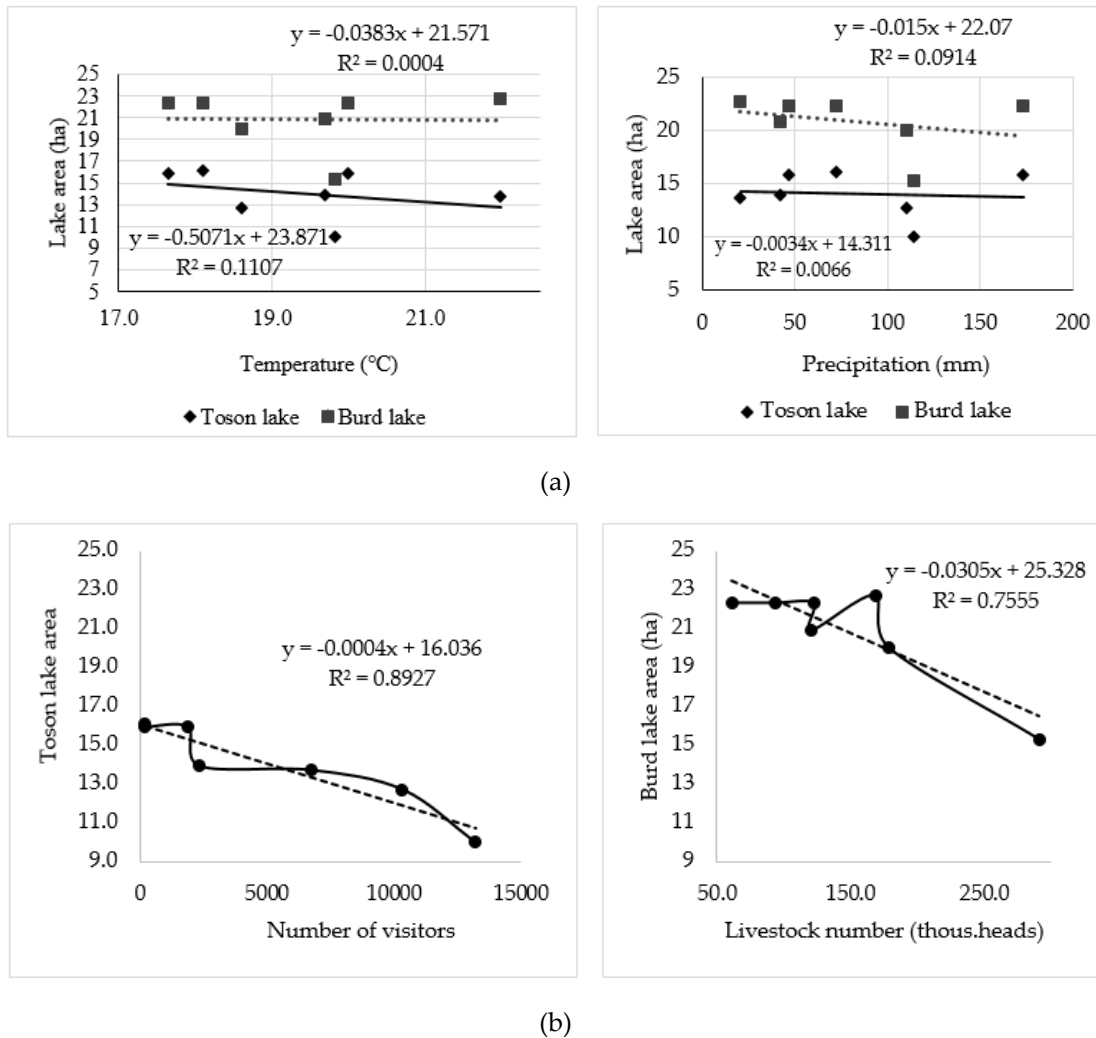 y = -0.0383x + 21.571
R² = 0.0004
25
23
21
19
17
15
13
11
9
7
5
Lake area (ha)
y = -0.5071x + 23.871
R² = 0.1107
17.0 19.0 21.0
Temperature (°C)
Toson lake Burd lake
y = -0.015x + 22.07
R² = 0.0914
25
20
15
10
5
Lake area (ha)
y = -0.0034x + 14.311
R² = 0.0066
0 50 100 150 200
Precipitation (mm)
Toson lake Burd lake
(a)
25.0
23.0
21.0
19.0
17.0
15.0
13.0
11.0
9.0
Toson lake area
y = -0.0004x + 16.036
R² = 0.8927
0 5000 10000 15000
Number of visitors
25
23
21
19
17
15
13
11
9
Burd lake area (ha)
y = -0.0305x + 25.328
R² = 0.7555
50.0 150.0 250.0
Livestock number (thous.heads)
(b)